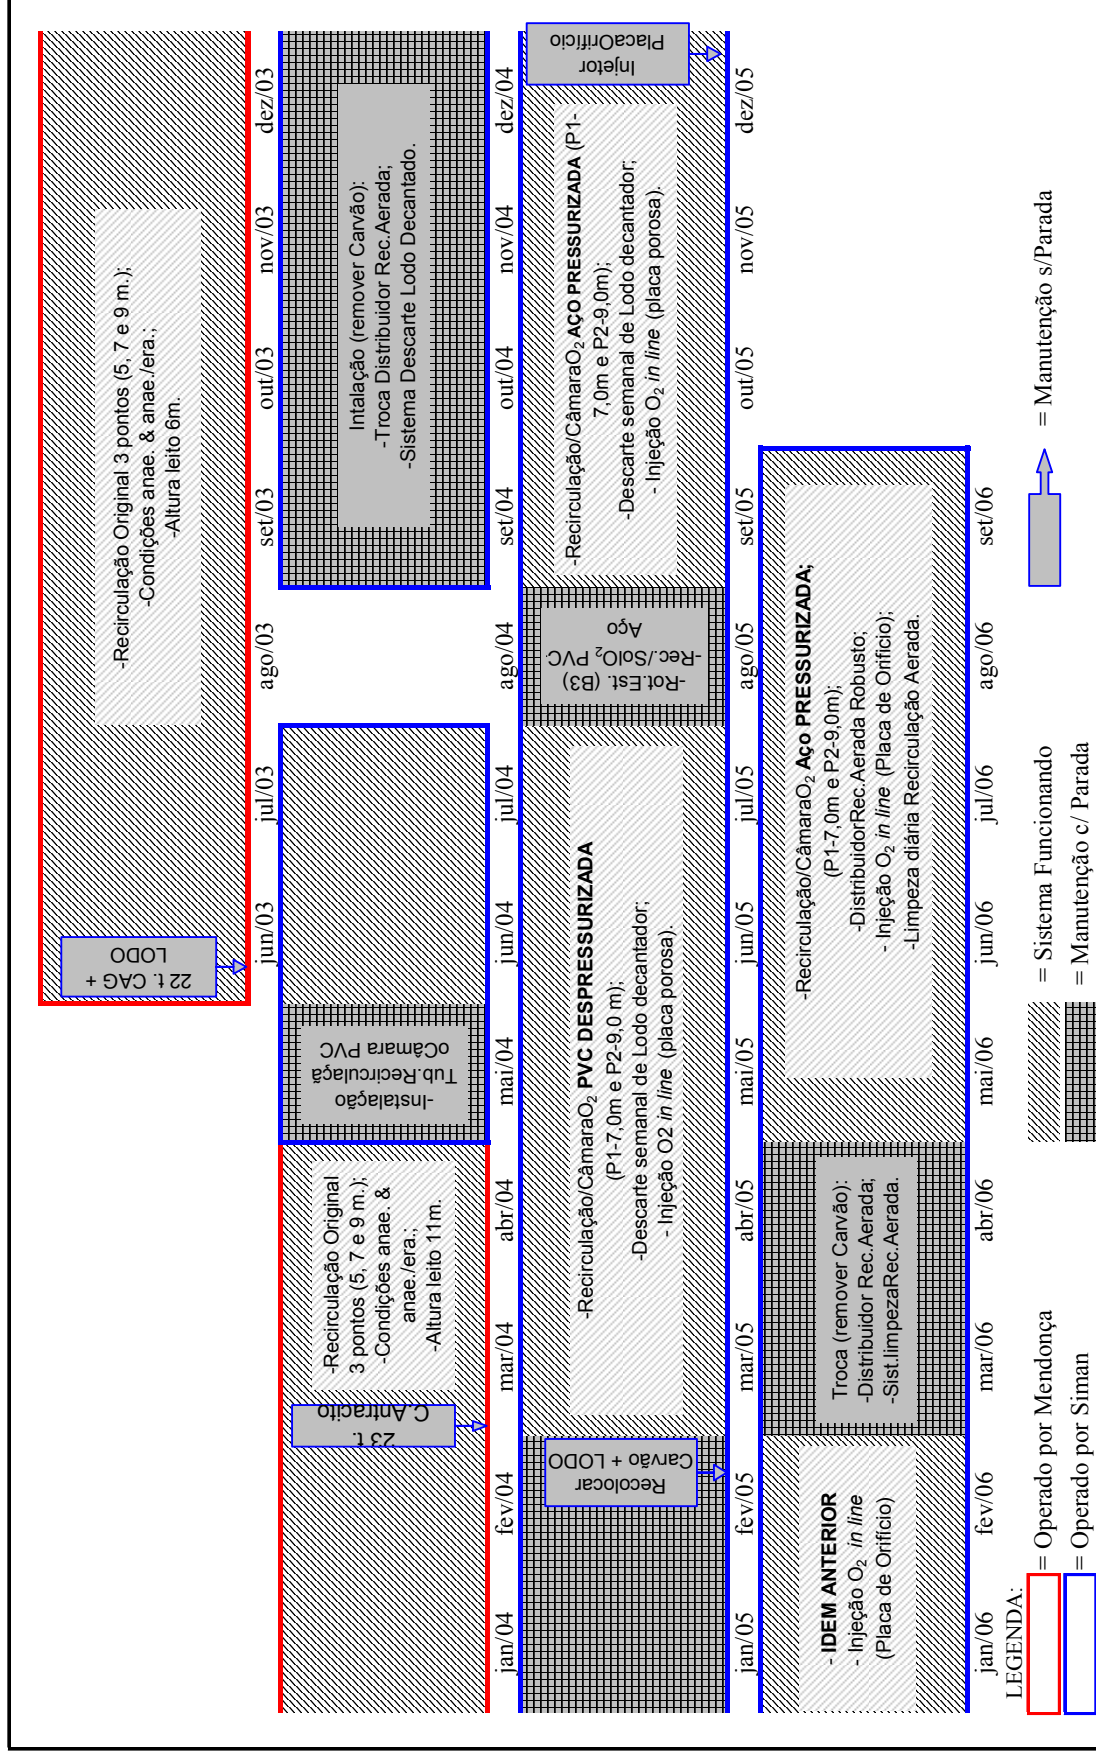 -Recirculação Original 3 pontos (5, 7 e 9 m.);
-Condições anae. & anae./era.;
-Altura leito 6m.
22 t. CAG +
LODO
jun/03 jul/03 ago/03 set/03 out/03 nov/03 dez/03
-Recirculação Original
3 pontos (5, 7 e 9 m.);
-Condições anae. &
anae./era.;
-Altura leito 11m.
23 t.
C.Antracito
-Instalação
Tub.Recirculaçã
oCâmara PVC
Intalação (remover Carvão):
-Troca Distribuidor Rec.Aerada;
-Sistema Descarte Lodo Decantado.
jan/04 fev/04 mar/04 abr/04 mai/04 jun/04 jul/04 ago/04 set/04 out/04 nov/04 dez/04
Recolocar
Carvão + LODO
-Recirculação/CâmaraO2 PVC DESPRESSURIZADA
(P1-7,0m e P2-9,0 m);
-Descarte semanal de Lodo decantador;
- Injeção O2 in line (placa porosa).
-Rot.Est. (B3)
-Rec./SolO2 PVC-
Aço
-Recirculação/CâmaraO2 AÇO PRESSURIZADA (P1-
7,0m e P2-9,0m);
-Descarte semanal de Lodo decantador;
- Injeção O2 in line (placa porosa).
Injetor
PlacaOrifício
jan/05 fev/05 mar/05 abr/05 mai/05 jun/05 jul/05 ago/05 set/05 out/05 nov/05 dez/05
- IDEM ANTERIOR
- Injeção O2 in line
(Placa de Orifício)
Troca (remover Carvão):
-Distribuidor Rec.Aerada;
-Sist.limpezaRec.Aerada.
-Recirculação/CâmaraO2 Aço PRESSURIZADA;
(P1-7,0m e P2-9,0m);
-DistribuidorRec.Aerada Robusto;
- Injeção O2 in line (Placa de Orifício);
-Limpeza diária Recirculação Aerada.
jan/06 fev/06 mar/06 abr/06 mai/06 jun/06 jul/06 ago/06 set/06
LEGENDA:
= Operado por Mendonça
= Sistema Funcionando
= Manutenção s/Parada
= Operado por Siman
= Manutenção c/ Parada